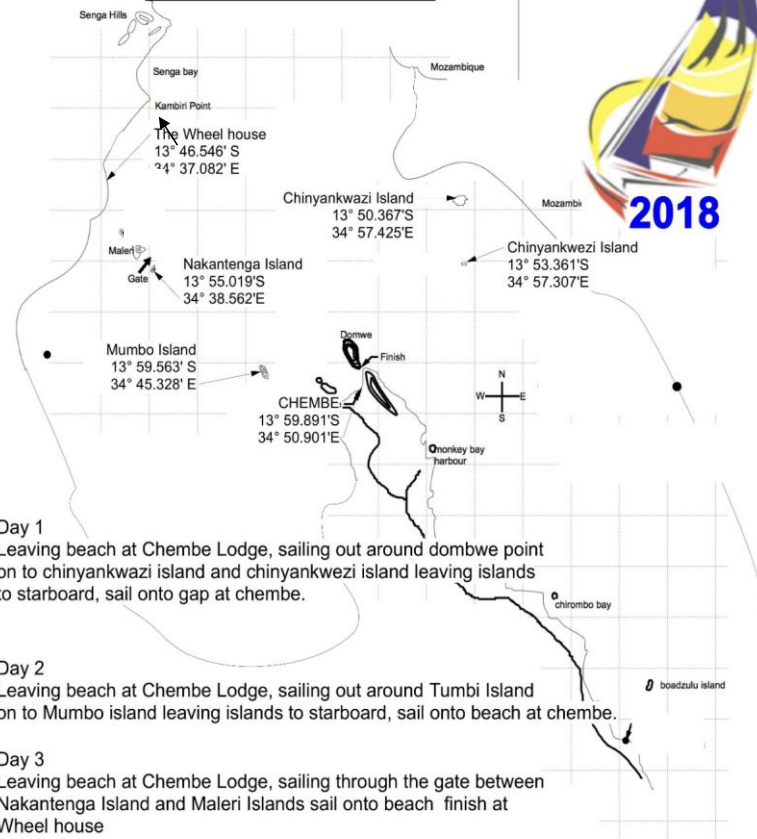 Senga Hills
Senga bay
Mozambique
Kambiri Point
The Wheel house
13° 46.546' S
34° 37.082' E
2018
Chinyankwazi Island
13° 50.367'S
34° 57.425'E
Mozambi
Chinyankwezi Island
13° 53.361'S
34° 57.307'E
Maleri
Gate
Nakantenga Island
13° 55.019'S
34° 38.562'E
Domwe
Finish
Mumbo Island
13° 59.563' S
34° 45.328' E
N
W
E
S
CHEMBE
13° 59.891'S
34° 50.901'E
monkey bay
harbour
Day 1
Leaving beach at Chembe Lodge, sailing out around dombwe point
on to chinyankwazi island and chinyankwezi island leaving islands
to starboard, sail onto gap at chembe.
chirombo bay
Day 2
Leaving beach at Chembe Lodge, sailing out around Tumbi Island
on to Mumbo island leaving islands to starboard, sail onto beach at chembe.
boadzulu island
Day 3
Leaving beach at Chembe Lodge, sailing through the gate between
Nakantenga Island and Maleri Islands sail onto beach finish at
Wheel house